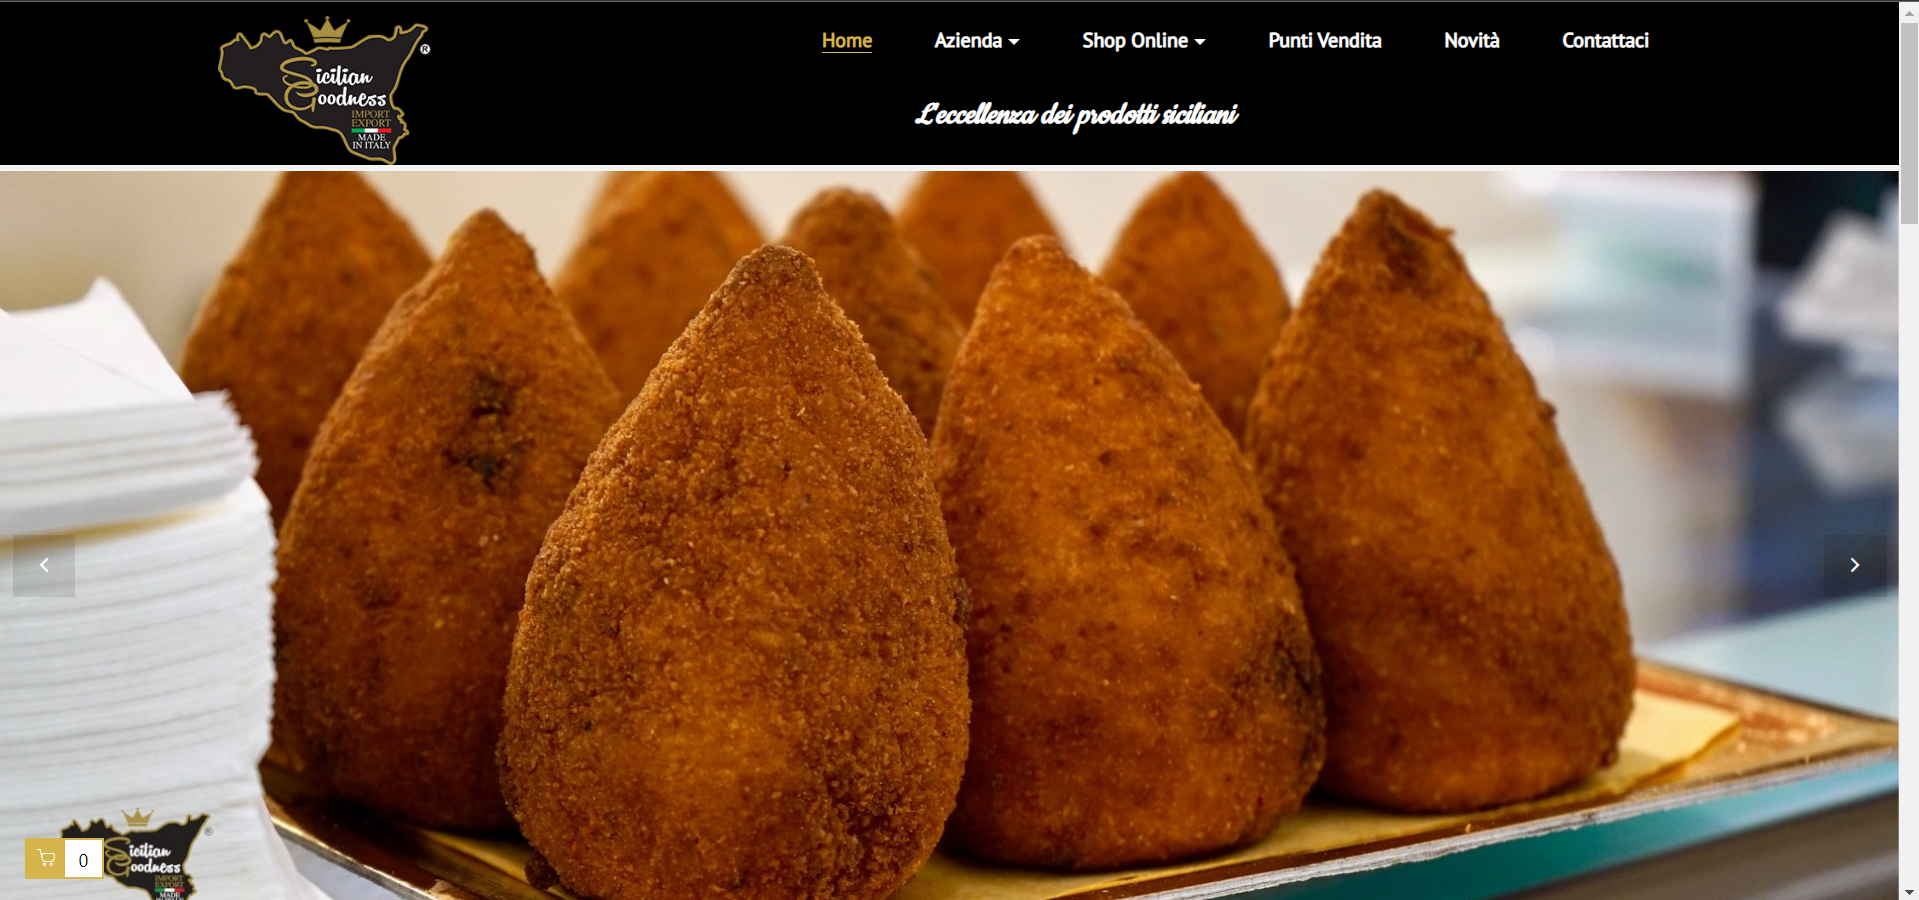 Sicilian
Goodness
IMPORT
EXPORT
MADE
IN ITALY
®
Home
Azienda
Shop Online
Punti Vendita
Novità
Contattaci
L'eccellenza dei prodotti siciliani
0
Sicilian
Goodness
IMPORT
EXPORT
MADE
®